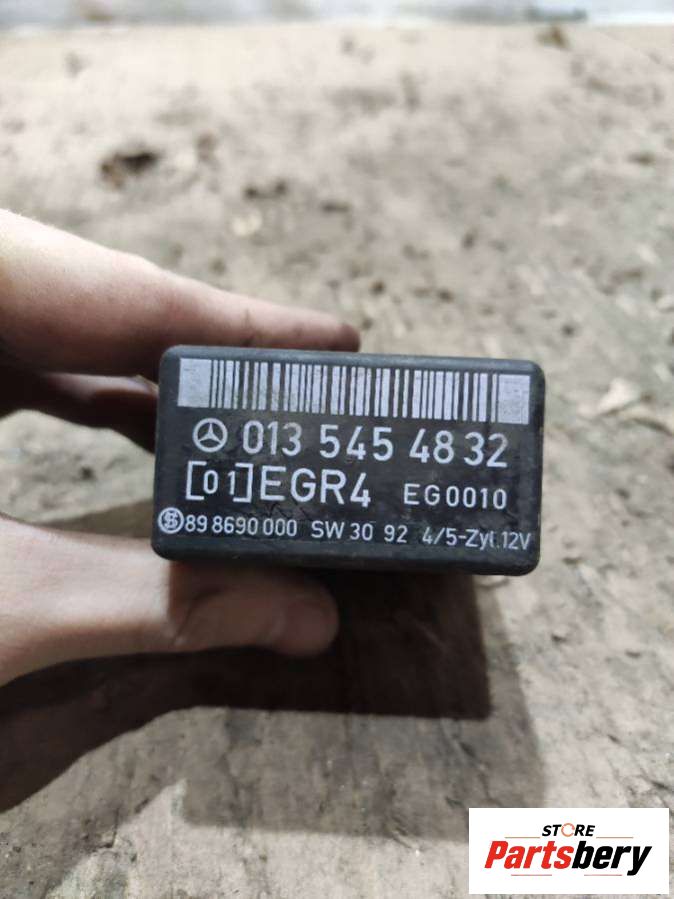 013 545 48 32
[01] EGR4 EG0010
89 8690 000 SW 30 92 4/5-Zyl. 12V
STORE
Partsbery